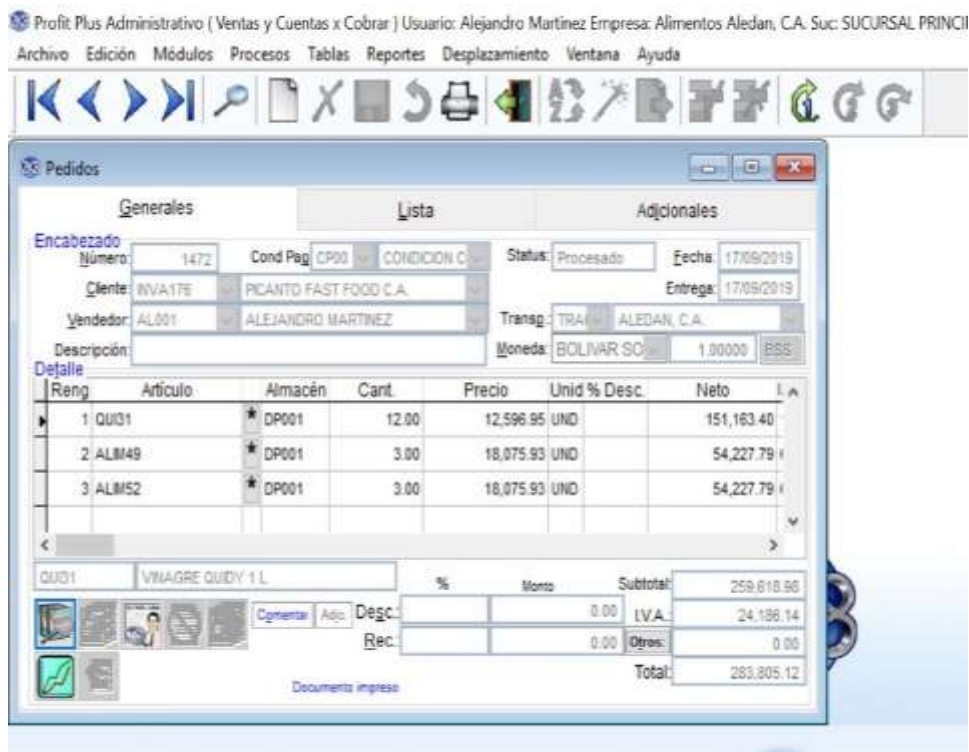 Profit Plus Administrativo ( Ventas y Cuentas x Cobrar ) Usuario: Alejandro Martinez Empresa: Alimentos Aledan, C.A. Suc: SUCURSAL PRINCIP
Archivo Edición Módulos Procesos Tablas Reportes Desplazamiento Ventana Ayuda
Pedidos
Generales Lista Adicionales
Encabezado
Número: 1472 Cond Pag CP00 CONDICION C Status: Procesado Fecha: 17/09/2019
Cliente: INVA176 PICANTO FAST FOOD C.A. Entrega: 17/09/2019
Vendedor: AL001 ALEJANDRO MARTINEZ Transp.: TRA ALEDAN, C.A.
Descripción: Moneda: BOLIVAR SO 1.00000 BSS
Detalle
Reng Artículo Almacén Cant. Precio Unid % Desc. Neto
1 QUI31 * DP001 12.00 12,596.95 UND 151,163.40
2 ALIM49 * DP001 3.00 18,075.93 UND 54,227.79
3 ALIM52 * DP001 3.00 18,075.93 UND 54,227.79
QUI31 VINAGRE QUIDY 1 L % Monto Subtotal: 259,618.98
Comentar Adjo. Desc.: 0.00 I.V.A.: 24,186.14
Rec.: 0.00 Otros: 0.00
Documento impreso Total: 283,805.12